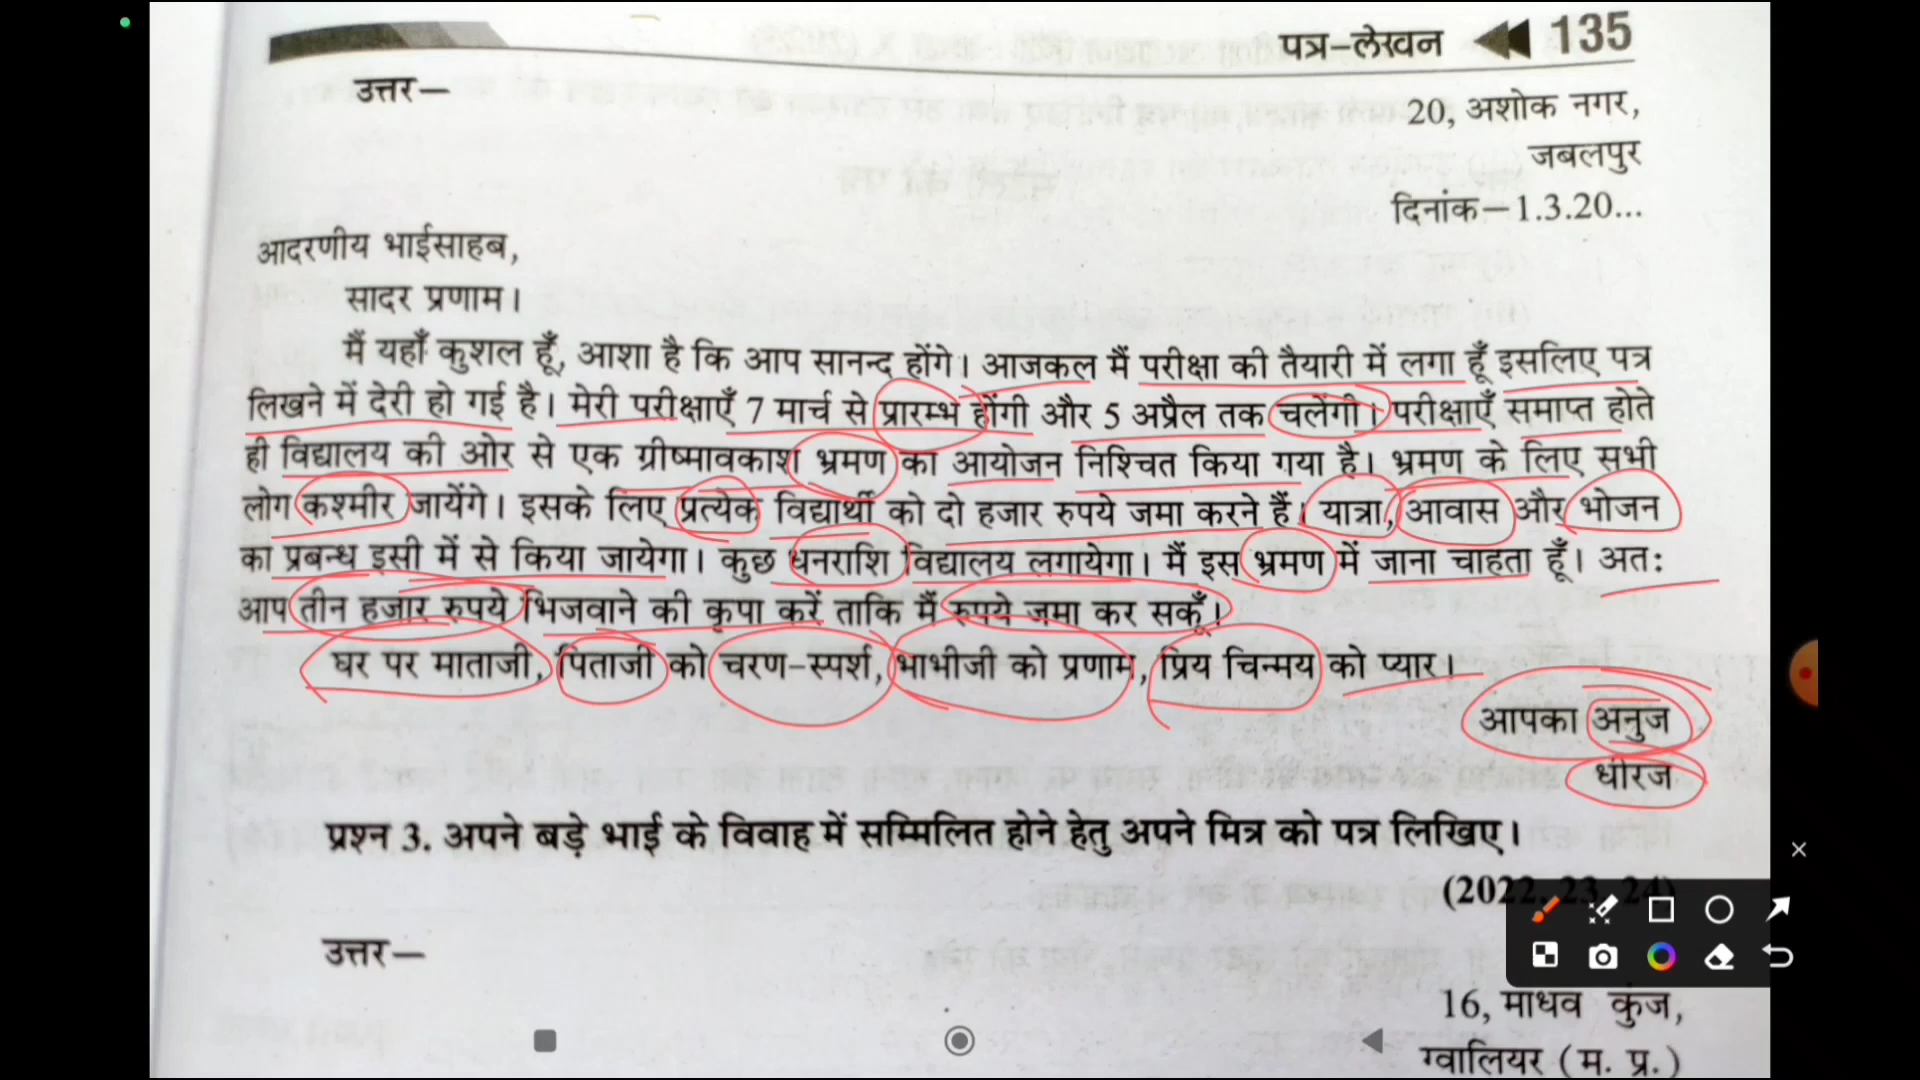 पत्र-लेखन 135
उत्तर—
20, अशोक नगर,
जबलपुर
दिनांक—1.3.20...
आदरणीय भाईसाहब,
सादर प्रणाम।
मैं यहाँ कुशल हूँ, आशा है कि आप सानन्द होंगे। आजकल मैं परीक्षा की तैयारी में लगा हूँ इसलिए पत्र
लिखने में देरी हो गई है। मेरी परीक्षाएँ 7 मार्च से प्रारम्भ होंगी और 5 अप्रैल तक चलेंगी। परीक्षाएँ समाप्त होते
ही विद्यालय की ओर से एक ग्रीष्मावकाश भ्रमण का आयोजन निश्चित किया गया है। भ्रमण के लिए सभी
लोग कश्मीर जायेंगे। इसके लिए प्रत्येक विद्यार्थी को दो हजार रुपये जमा करने हैं। यात्रा, आवास और भोजन
का प्रबन्ध इसी में से किया जायेगा। कुछ धनराशि विद्यालय लगायेगा। मैं इस भ्रमण में जाना चाहता हूँ। अतः
आप तीन हजार रुपये भिजवाने की कृपा करें ताकि मैं रुपये जमा कर सकूँ।
घर पर माताजी, पिताजी को चरण-स्पर्श, भाभीजी को प्रणाम, प्रिय चिन्मय को प्यार।
आपका अनुज
धीरज
प्रश्न 3. अपने बड़े भाई के विवाह में सम्मिलित होने हेतु अपने मित्र को पत्र लिखिए।
(2022, 23, 24)
उत्तर—
16, माधव कुंज,
ग्वालियर (म. प्र.)